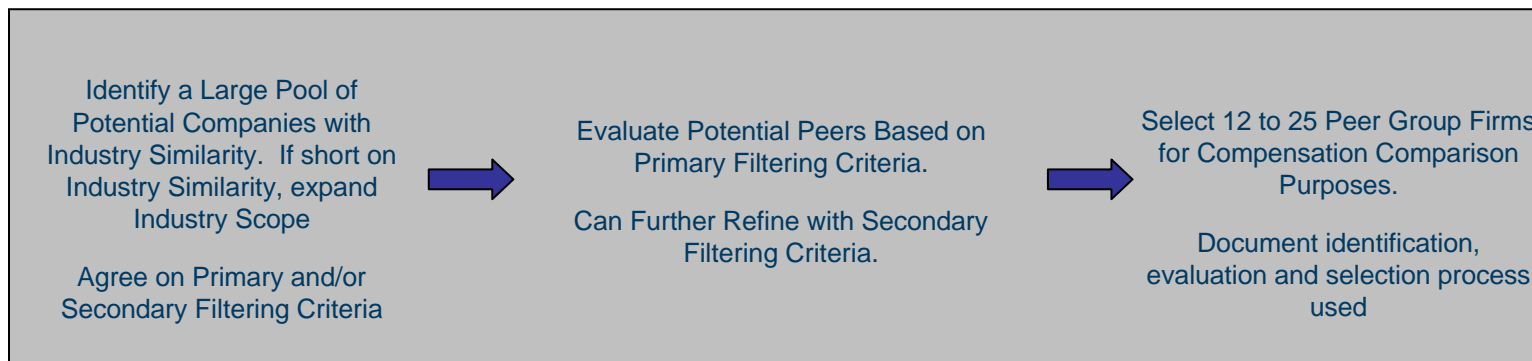 Identify a Large Pool of
Potential Companies with
Industry Similarity. If short on
Industry Similarity, expand
Industry Scope
Agree on Primary and/or
Secondary Filtering Criteria
Evaluate Potential Peers Based on
Primary Filtering Criteria.
Can Further Refine with Secondary
Filtering Criteria.
Select 12 to 25 Peer Group Firms
for Compensation Comparison
Purposes.
Document identification,
evaluation and selection process
used